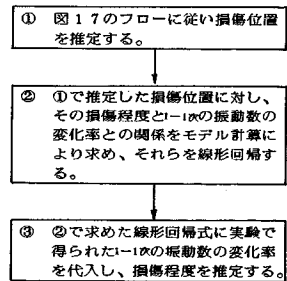 ① 図17のフローに従い損傷位置
を推定する。
② ①で推定した損傷位置に対し、
その損傷程度と1-1次の振動数の
変化率との関係をモデル計算に
より求め、それらを線形回帰す
る。
③ ②で求めた線形回帰式に実験で
得られた1-1次の振動数の変化率
を代入し、損傷程度を推定する。